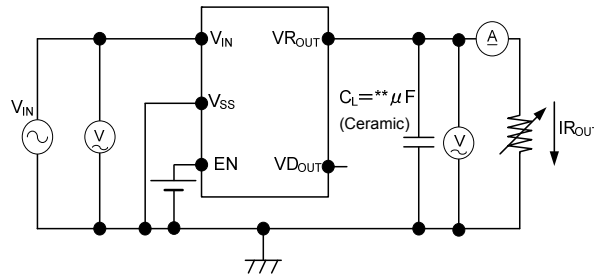 V_IN
V
V_IN
V_SS
EN
VR_OUT
VD_OUT
C_L=**μF
(Ceramic)
V
A
IR_OUT